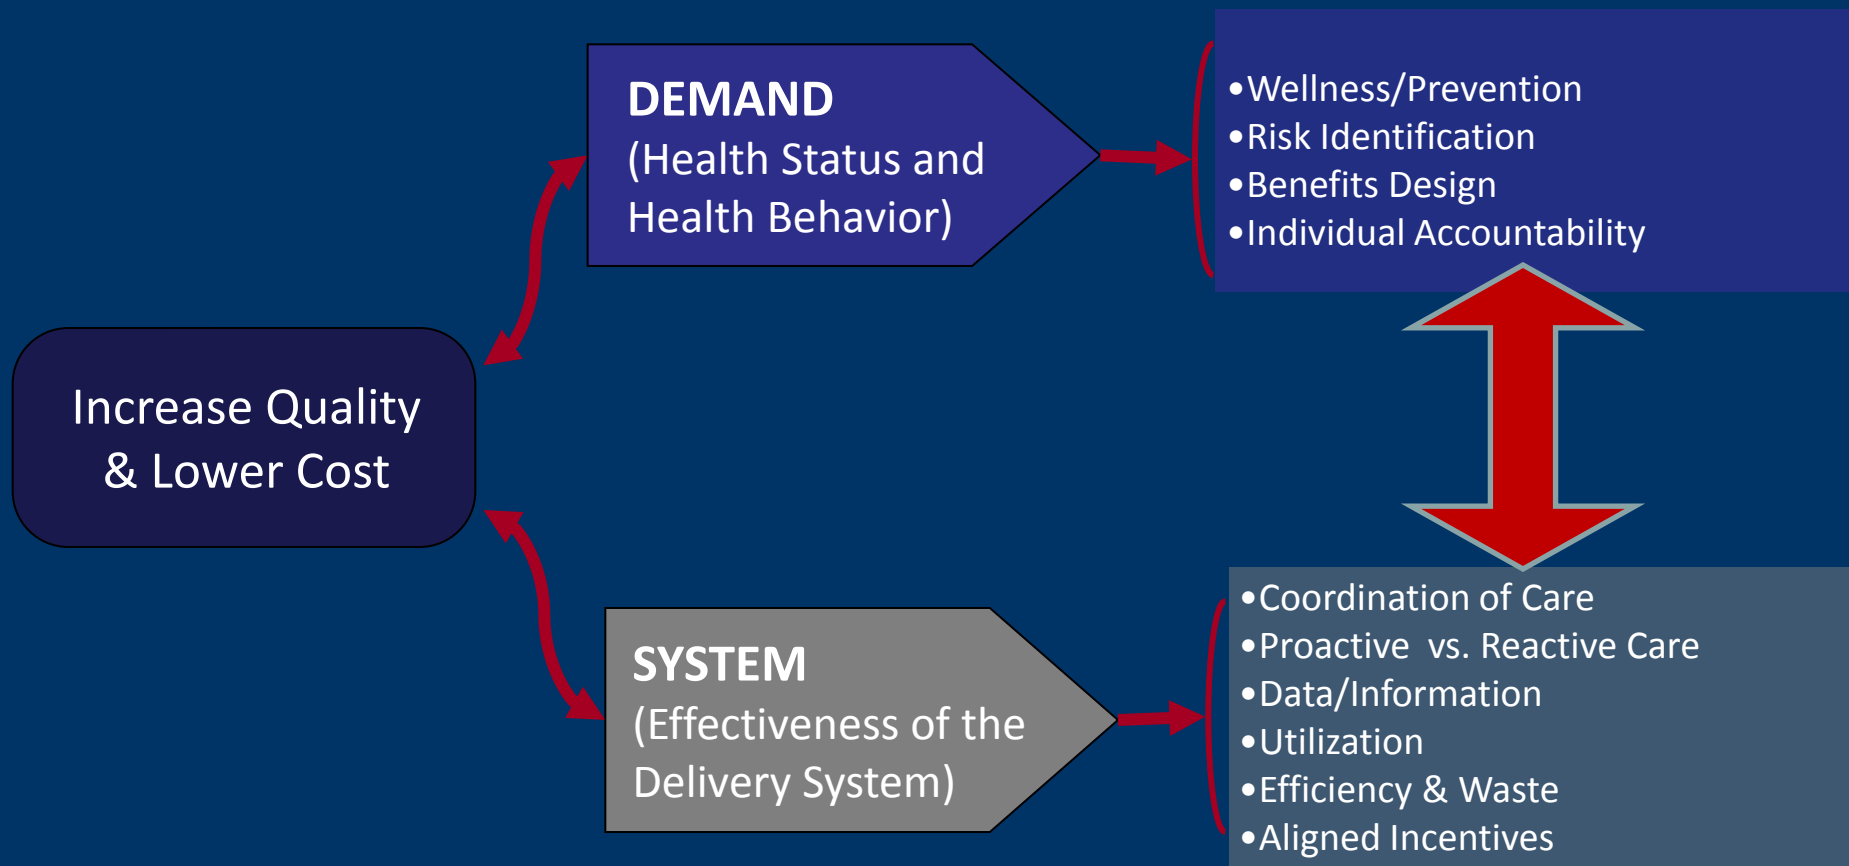 Increase Quality
& Lower Cost
DEMAND
(Health Status and
Health Behavior)
•Wellness/Prevention
•Risk Identification
•Benefits Design
•Individual Accountability
SYSTEM
(Effectiveness of the
Delivery System)
•Coordination of Care
•Proactive  vs. Reactive Care
•Data/Information
•Utilization
•Efficiency & Waste
•Aligned Incentives